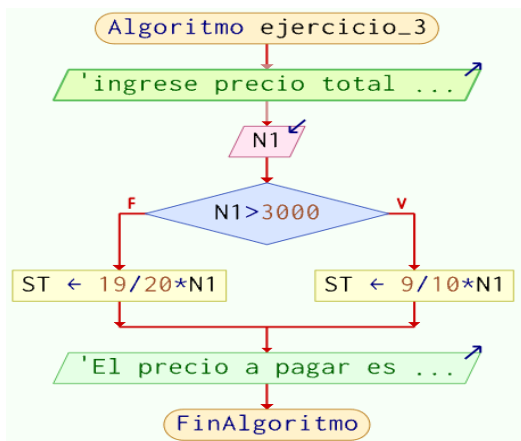 Algoritmo ejercicio_3
'ingrese precio total ...
N1
N1>3000
F
V
ST ← 19/20*N1
ST ← 9/10*N1
'El precio a pagar es ...
FinAlgoritmo